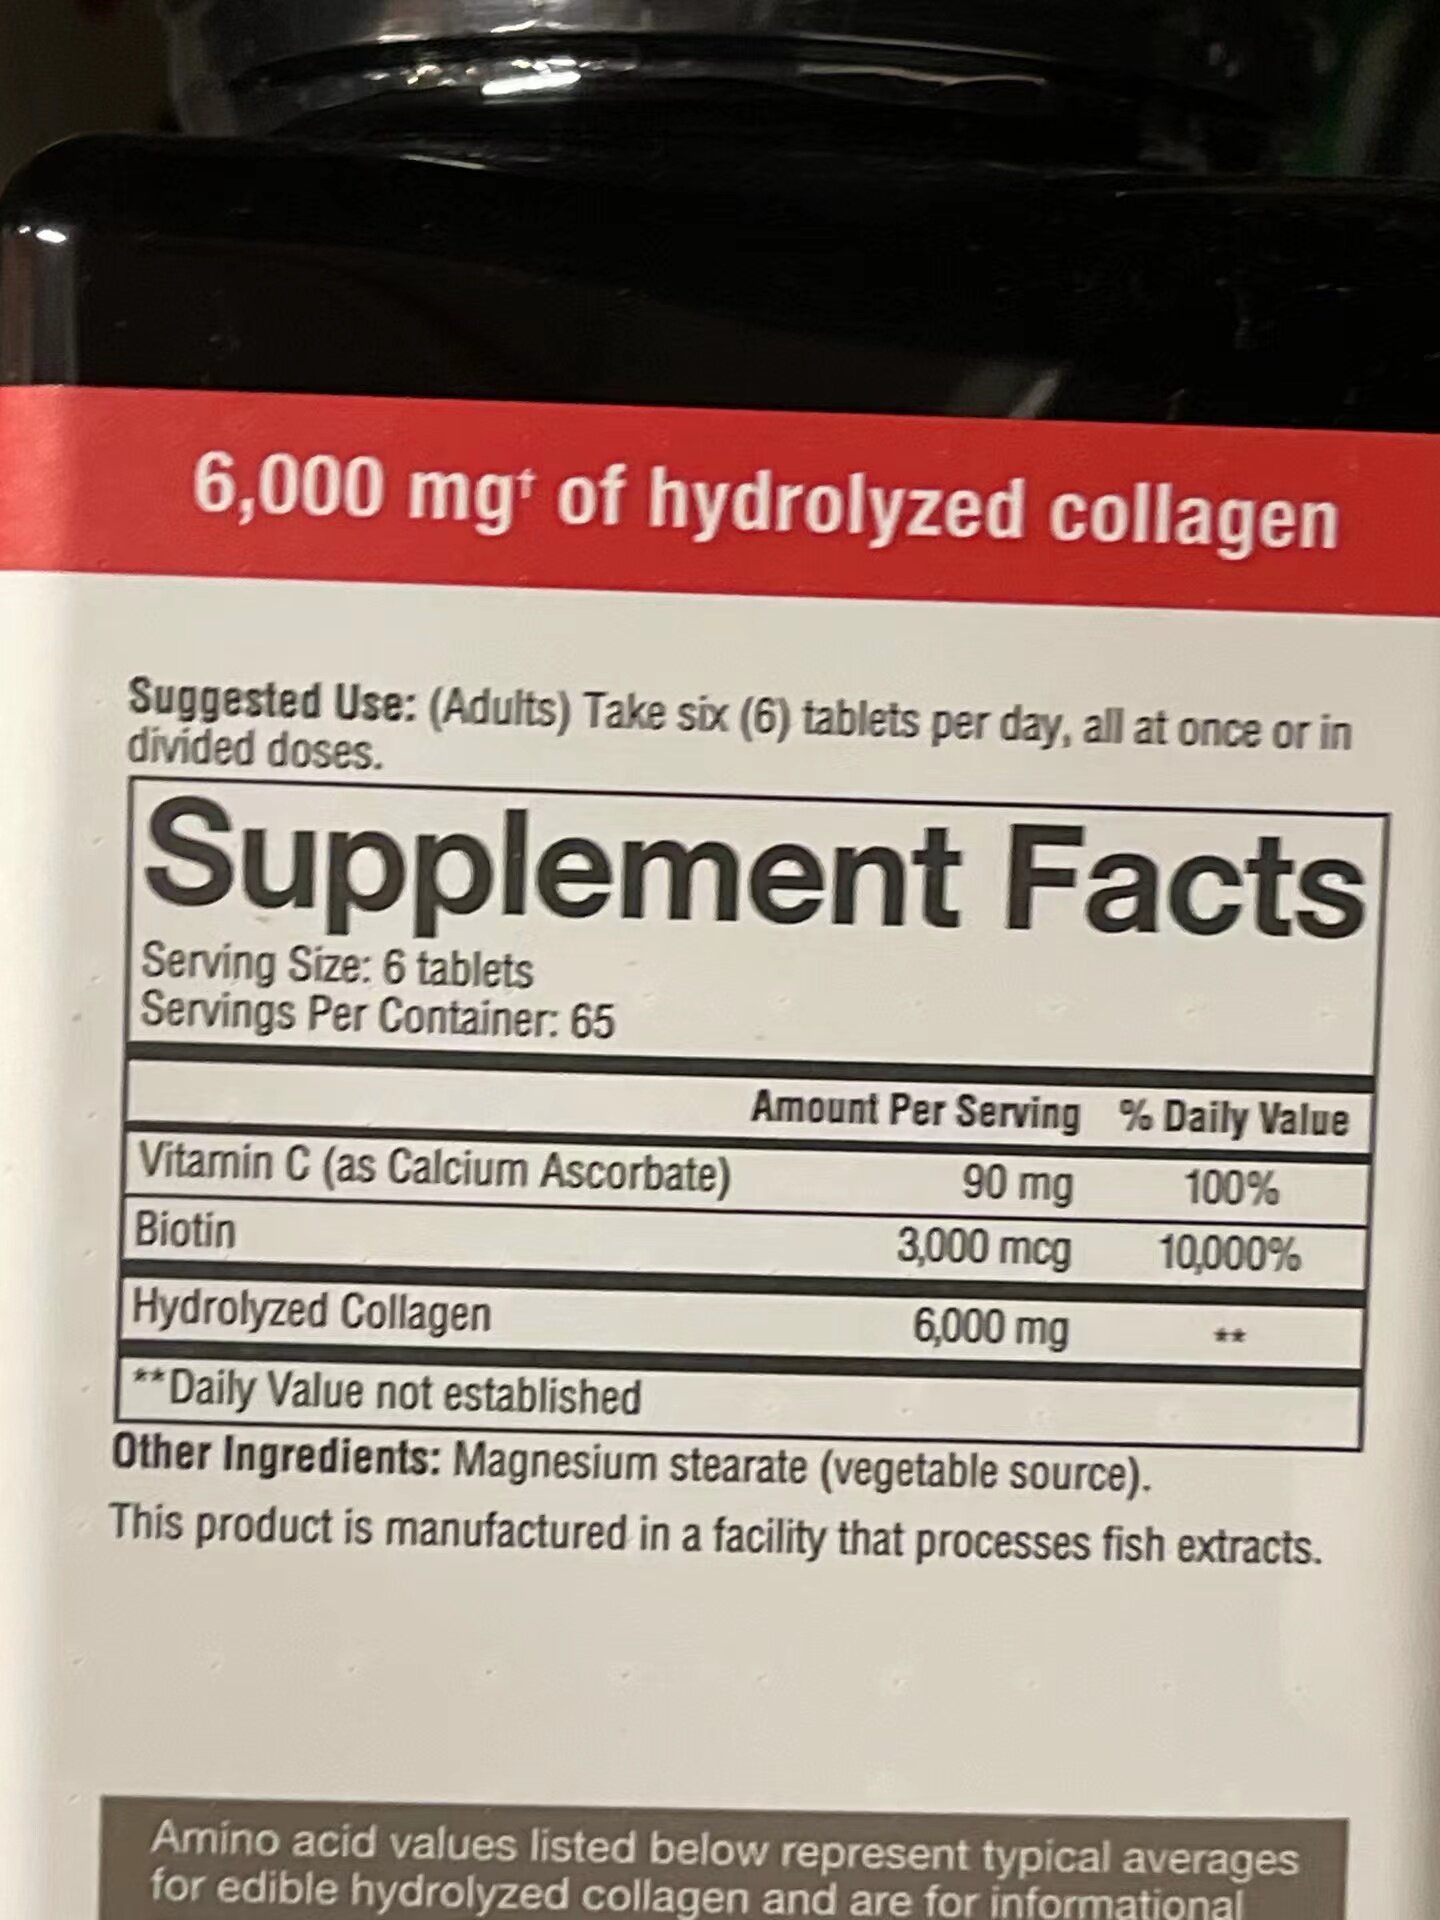 6,000 mg† of hydrolyzed collagen
Suggested Use: (Adults) Take six (6) tablets per day, all at once or in
divided doses.
Supplement Facts
Serving Size: 6 tablets
Servings Per Container: 65
Amount Per Serving % Daily Value
Vitamin C (as Calcium Ascorbate) 90 mg 100%
Biotin 3,000 mcg 10,000%
Hydrolyzed Collagen 6,000 mg **
**Daily Value not established
Other Ingredients: Magnesium stearate (vegetable source).
This product is manufactured in a facility that processes fish extracts.
Amino acid values listed below represent typical averages
for edible hydrolyzed collagen and are for informational